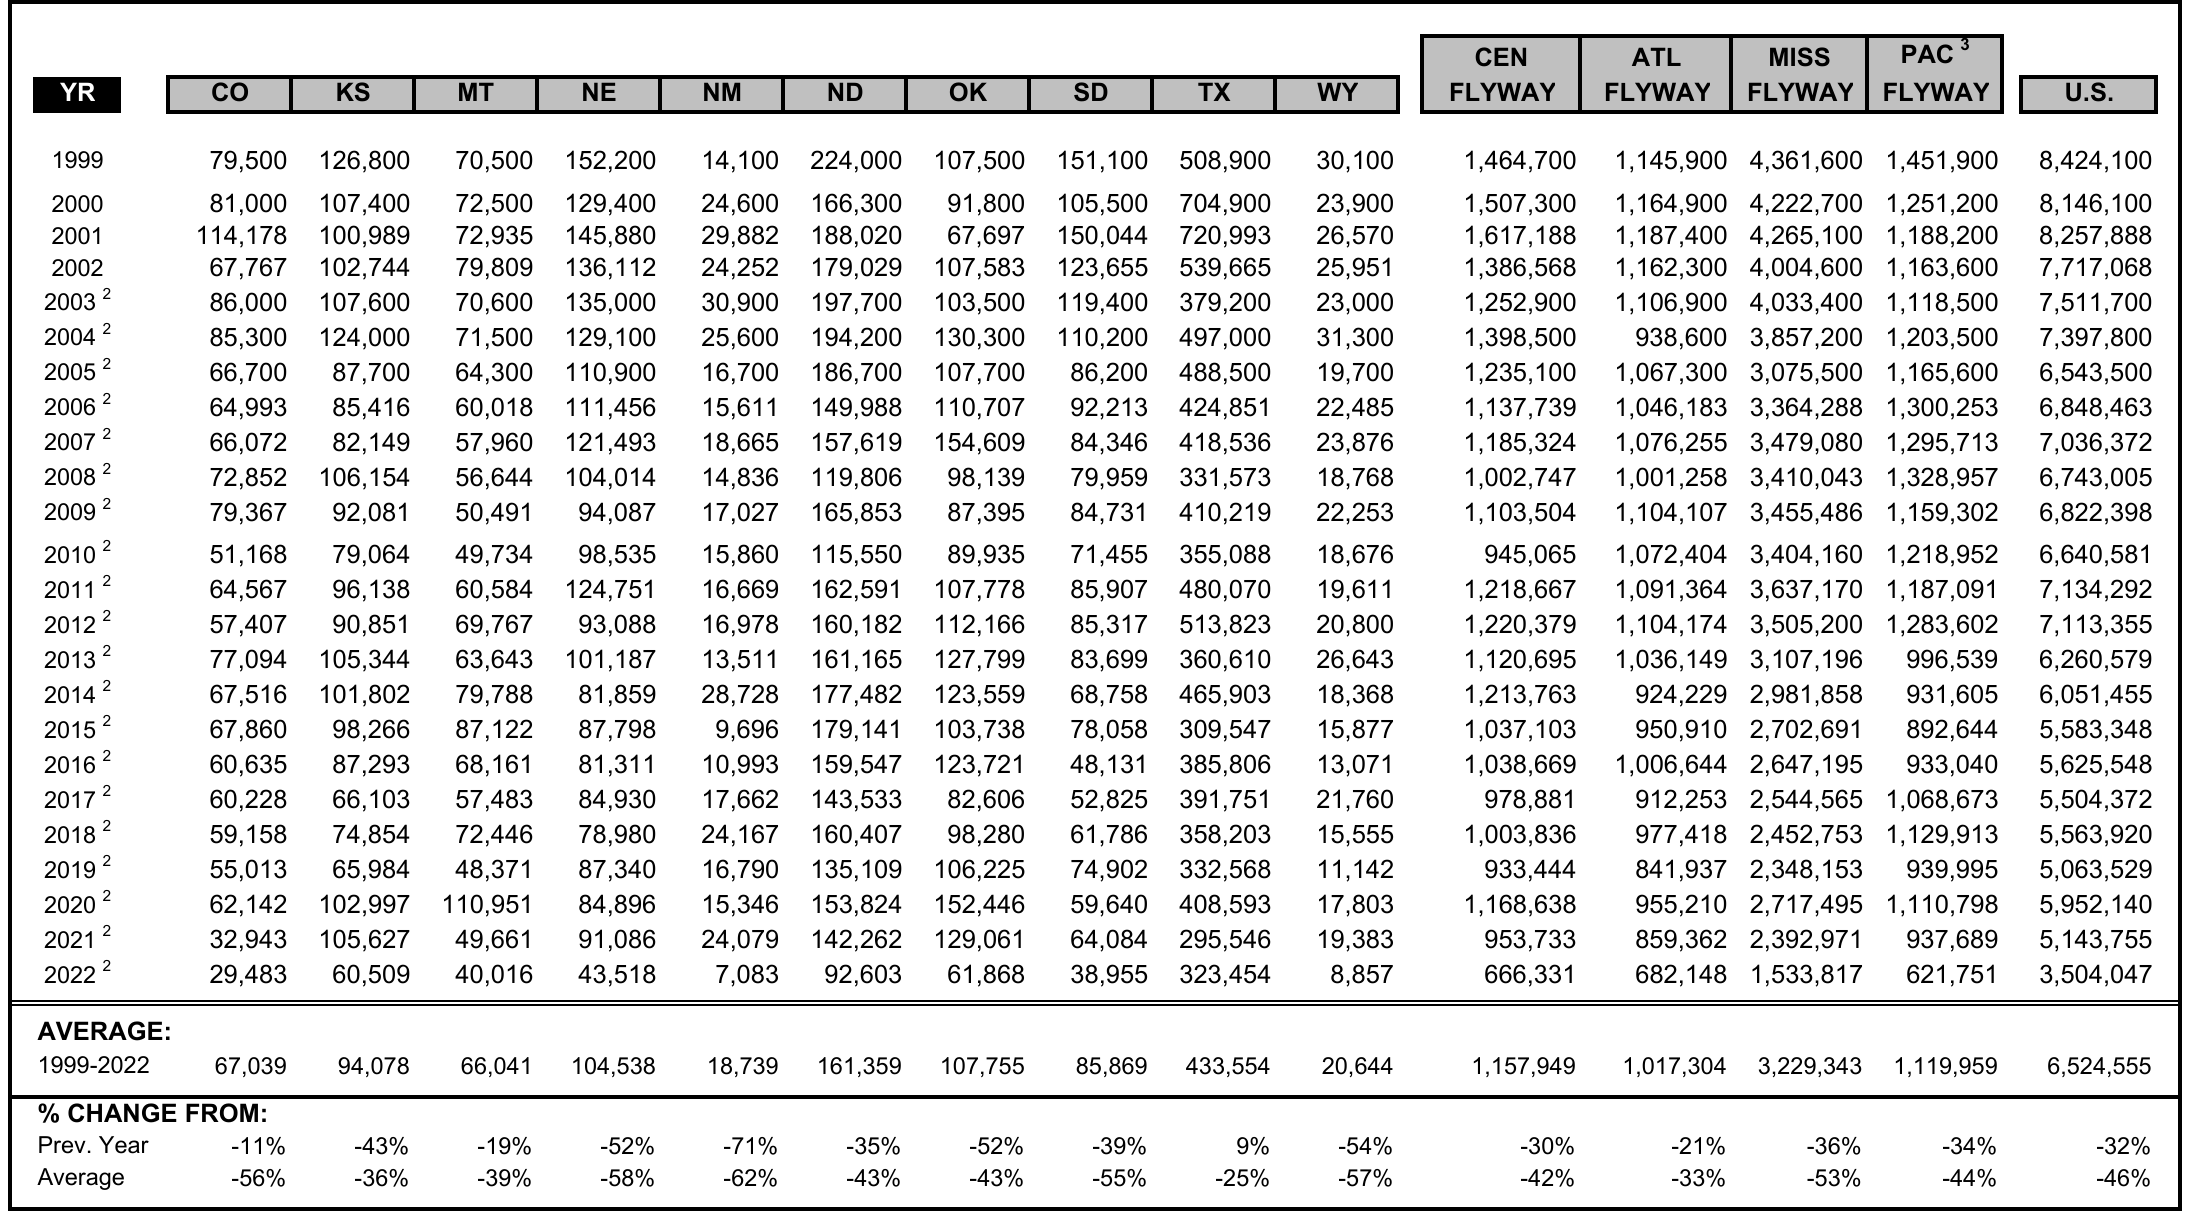 CEN ATL MISS PAC 3
YR CO KS MT NE NM ND OK SD TX WY FLYWAY FLYWAY FLYWAY FLYWAY U.S.
1999 79,500 126,800 70,500 152,200 14,100 224,000 107,500 151,100 508,900 30,100 1,464,700 1,145,900 4,361,600 1,451,900 8,424,100
2000 81,000 107,400 72,500 129,400 24,600 166,300 91,800 105,500 704,900 23,900 1,507,300 1,164,900 4,222,700 1,251,200 8,146,100
2001 114,178 100,989 72,935 145,880 29,882 188,020 67,697 150,044 720,993 26,570 1,617,188 1,187,400 4,265,100 1,188,200 8,257,888
2002 67,767 102,744 79,809 136,112 24,252 179,029 107,583 123,655 539,665 25,951 1,386,568 1,162,300 4,004,600 1,163,600 7,717,068
2003 2 86,000 107,600 70,600 135,000 30,900 197,700 103,500 119,400 379,200 23,000 1,252,900 1,106,900 4,033,400 1,118,500 7,511,700
2004 2 85,300 124,000 71,500 129,100 25,600 194,200 130,300 110,200 497,000 31,300 1,398,500 938,600 3,857,200 1,203,500 7,397,800
2005 2 66,700 87,700 64,300 110,900 16,700 186,700 107,700 86,200 488,500 19,700 1,235,100 1,067,300 3,075,500 1,165,600 6,543,500
2006 2 64,993 85,416 60,018 111,456 15,611 149,988 110,707 92,213 424,851 22,485 1,137,739 1,046,183 3,364,288 1,300,253 6,848,463
2007 2 66,072 82,149 57,960 121,493 18,665 157,619 154,609 84,346 418,536 23,876 1,185,324 1,076,255 3,479,080 1,295,713 7,036,372
2008 2 72,852 106,154 56,644 104,014 14,836 119,806 98,139 79,959 331,573 18,768 1,002,747 1,001,258 3,410,043 1,328,957 6,743,005
2009 2 79,367 92,081 50,491 94,087 17,027 165,853 87,395 84,731 410,219 22,253 1,103,504 1,104,107 3,455,486 1,159,302 6,822,398
2010 2 51,168 79,064 49,734 98,535 15,860 115,550 89,935 71,455 355,088 18,676 945,065 1,072,404 3,404,160 1,218,952 6,640,581
2011 2 64,567 96,138 60,584 124,751 16,669 162,591 107,778 85,907 480,070 19,611 1,218,667 1,091,364 3,637,170 1,187,091 7,134,292
2012 2 57,407 90,851 69,767 93,088 16,978 160,182 112,166 85,317 513,823 20,800 1,220,379 1,104,174 3,505,200 1,283,602 7,113,355
2013 2 77,094 105,344 63,643 101,187 13,511 161,165 127,799 83,699 360,610 26,643 1,120,695 1,036,149 3,107,196 996,539 6,260,579
2014 2 67,516 101,802 79,788 81,859 28,728 177,482 123,559 68,758 465,903 18,368 1,213,763 924,229 2,981,858 931,605 6,051,455
2015 2 67,860 98,266 87,122 87,798 9,696 179,141 103,738 78,058 309,547 15,877 1,037,103 950,910 2,702,691 892,644 5,583,348
2016 2 60,635 87,293 68,161 81,311 10,993 159,547 123,721 48,131 385,806 13,071 1,038,669 1,006,644 2,647,195 933,040 5,625,548
2017 2 60,228 66,103 57,483 84,930 17,662 143,533 82,606 52,825 391,751 21,760 978,881 912,253 2,544,565 1,068,673 5,504,372
2018 2 59,158 74,854 72,446 78,980 24,167 160,407 98,280 61,786 358,203 15,555 1,003,836 977,418 2,452,753 1,129,913 5,563,920
2019 2 55,013 65,984 48,371 87,340 16,790 135,109 106,225 74,902 332,568 11,142 933,444 841,937 2,348,153 939,995 5,063,529
2020 2 62,142 102,997 110,951 84,896 15,346 153,824 152,446 59,640 408,593 17,803 1,168,638 955,210 2,717,495 1,110,798 5,952,140
2021 2 32,943 105,627 49,661 91,086 24,079 142,262 129,061 64,084 295,546 19,383 953,733 859,362 2,392,971 937,689 5,143,755
2022 2 29,483 60,509 40,016 43,518 7,083 92,603 61,868 38,955 323,454 8,857 666,331 682,148 1,533,817 621,751 3,504,047
AVERAGE:
1999-2022 67,039 94,078 66,041 104,538 18,739 161,359 107,755 85,869 433,554 20,644 1,157,949 1,017,304 3,229,343 1,119,959 6,524,555
% CHANGE FROM:
Prev. Year -11% -43% -19% -52% -71% -35% -52% -39% 9% -54% -30% -21% -36% -34% -32%
Average -56% -36% -39% -58% -62% -43% -43% -55% -25% -57% -42% -33% -53% -44% -46%